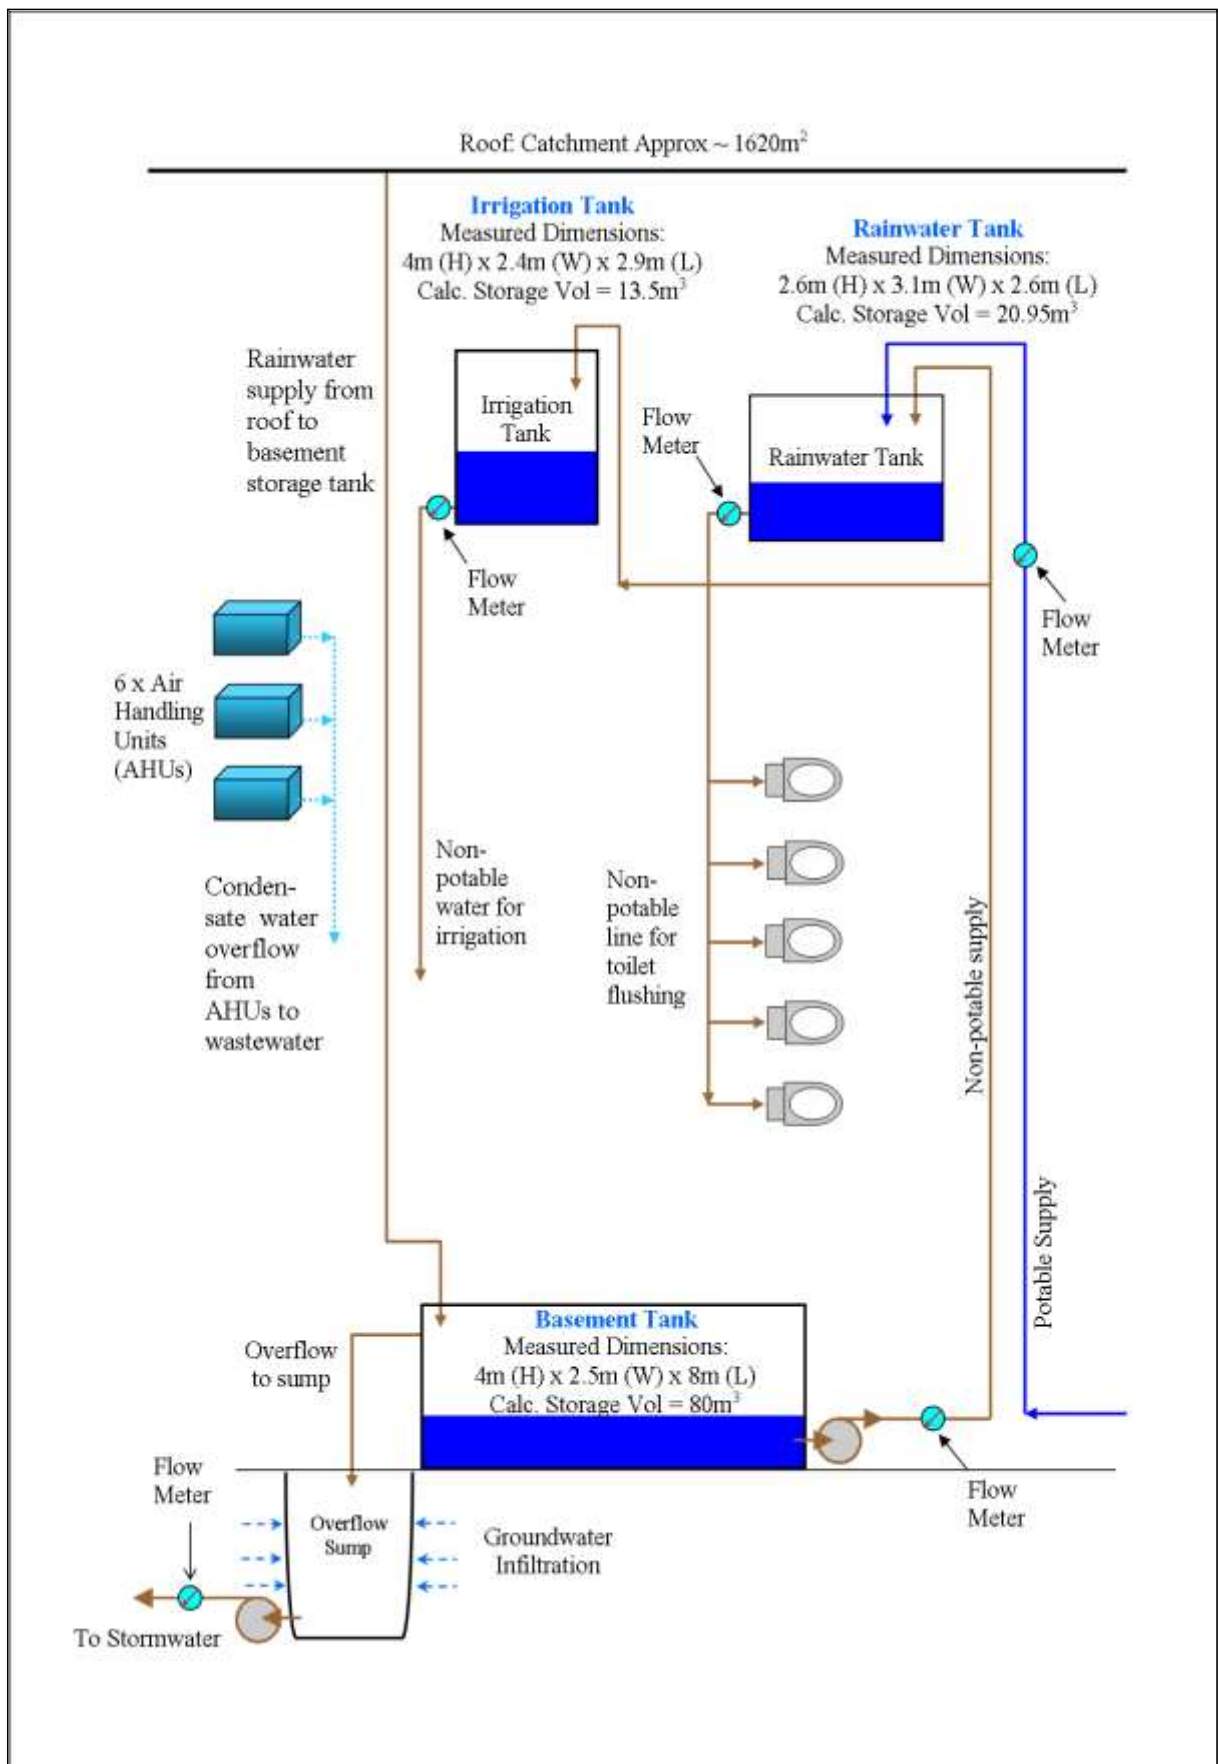 Roof: Catchment Approx ~ 1620m²
Irrigation Tank
Measured Dimensions:
4m (H) x 2.4m (W) x 2.9m (L)
Calc. Storage Vol = 13.5m³
Rainwater Tank
Measured Dimensions:
2.6m (H) x 3.1m (W) x 2.6m (L)
Calc. Storage Vol = 20.95m³
Rainwater
supply from
roof to
basement
storage tank
Irrigation
Tank
Flow
Meter
Rainwater Tank
Flow
Meter
Flow
Meter
6 x Air
Handling
Units
(AHUs)
Conden-
sate water
overflow
from
AHUs to
wastewater
Non-
potable
water for
irrigation
Non-
potable
line for
toilet
flushing
Non-potable supply
Potable Supply
Basement Tank
Measured Dimensions:
4m (H) x 2.5m (W) x 8m (L)
Calc. Storage Vol = 80m³
Overflow
to sump
Flow
Meter
Overflow
Sump
Groundwater
Infiltration
Flow
Meter
To Stormwater